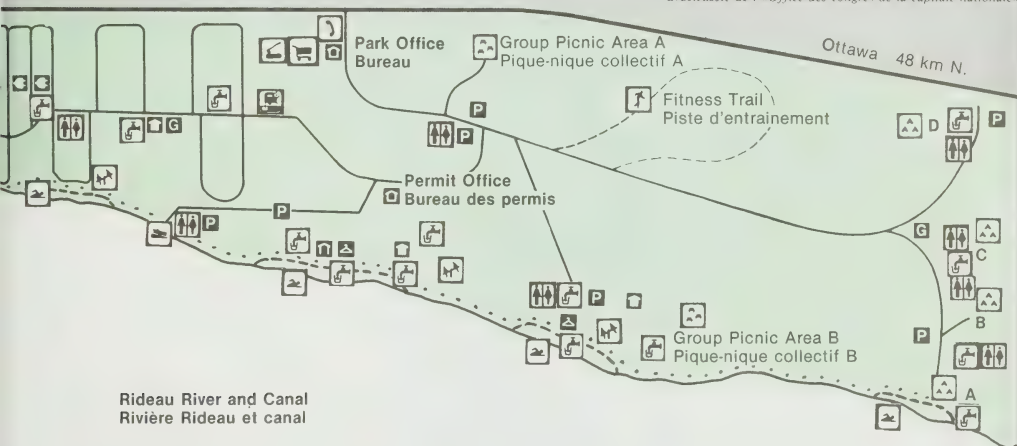 Park Office
Bureau
Group Picnic Area A
Pique-nique collectif A
Ottawa 48 km N.
Fitness Trail
Piste d'entrainement
P
P
P
D
G
Permit Office
Bureau des permis
P
P
G
C
P
B
P
Group Picnic Area B
Pique-nique collectif B
A
Rideau River and Canal
Rivière Rideau et canal